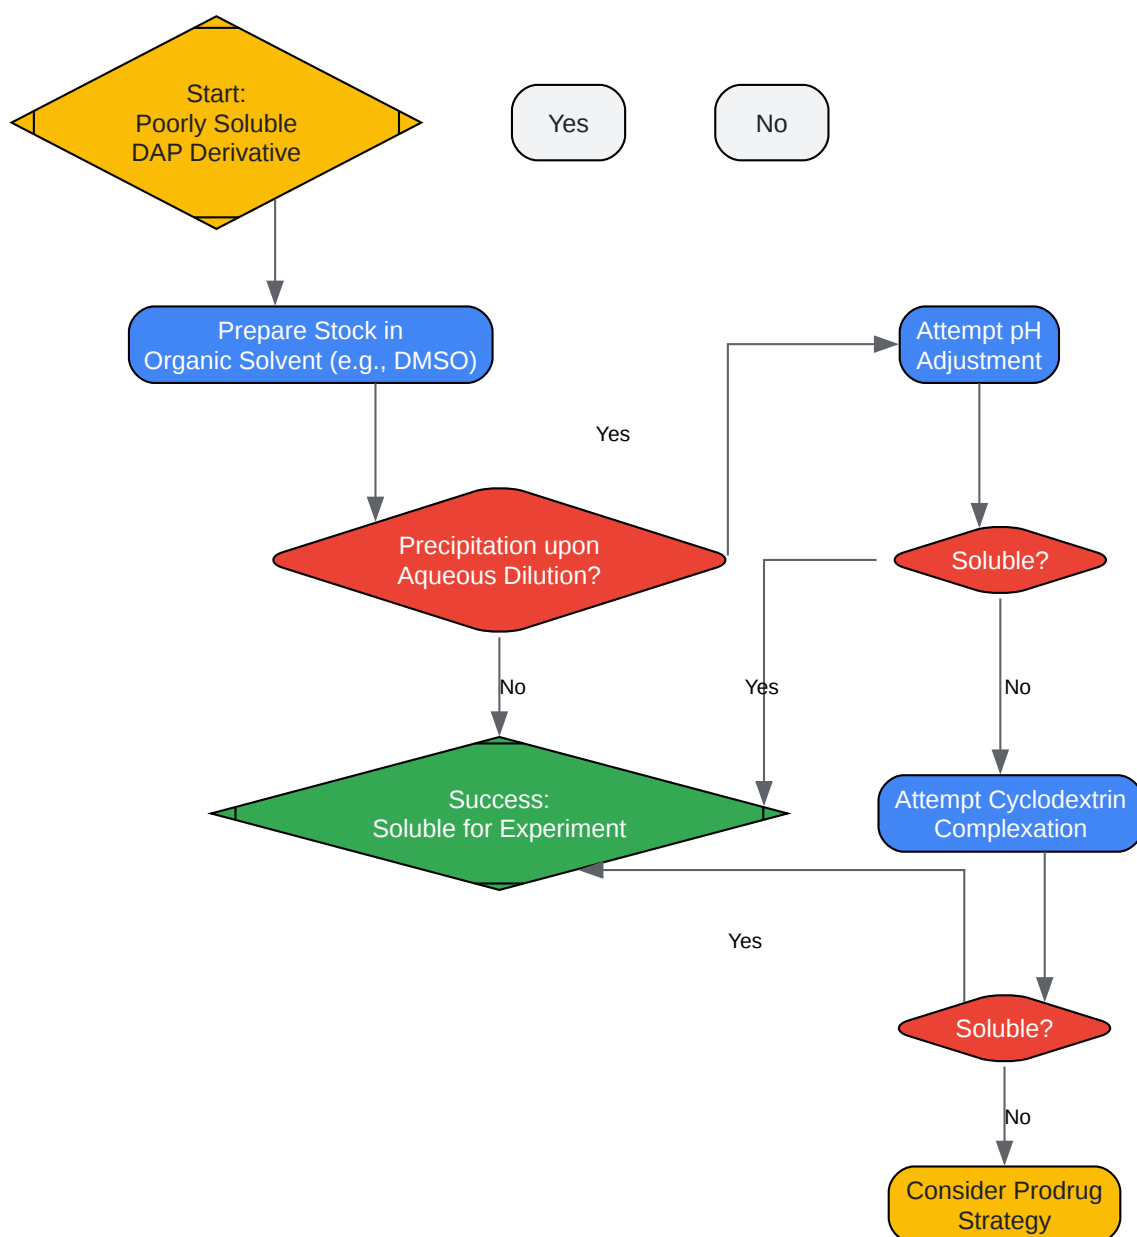 Start:
Poorly Soluble
DAP Derivative
Yes
No
Prepare Stock in
Organic Solvent (e.g., DMSO)
Attempt pH
Adjustment
Yes
Precipitation upon
Aqueous Dilution?
Soluble?
No
Yes
No
Success:
Soluble for Experiment
Attempt Cyclodextrin
Complexation
Yes
Soluble?
No
Consider Prodrug
Strategy